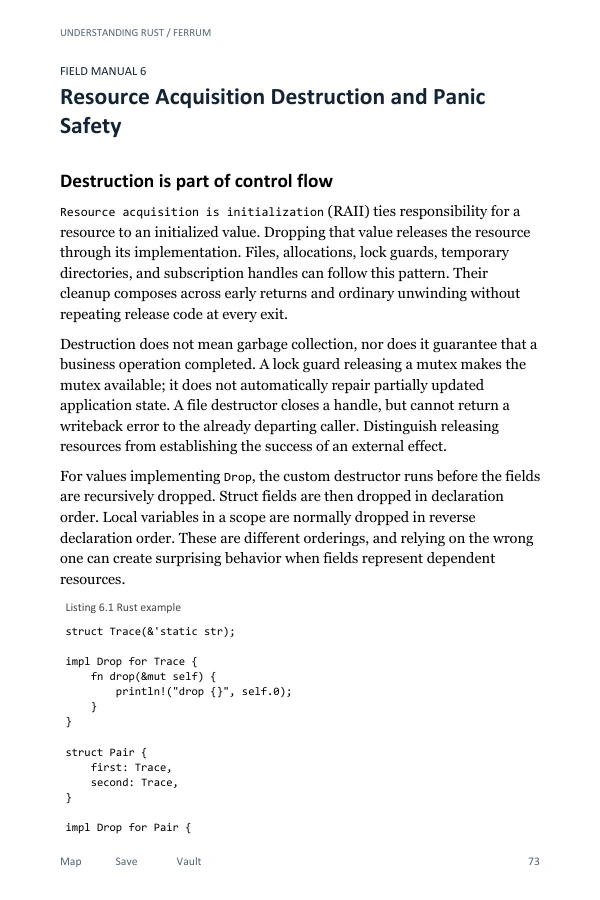 UNDERSTANDING RUST / FERRUM
FIELD MANUAL 6
Resource Acquisition Destruction and Panic
Safety
Destruction is part of control flow
Resource acquisition is initialization (RAII) ties responsibility for a
resource to an initialized value. Dropping that value releases the resource
through its implementation. Files, allocations, lock guards, temporary
directories, and subscription handles can follow this pattern. Their
cleanup composes across early returns and ordinary unwinding without
repeating release code at every exit.
Destruction does not mean garbage collection, nor does it guarantee that a
business operation completed. A lock guard releasing a mutex makes the
mutex available; it does not automatically repair partially updated
application state. A file destructor closes a handle, but cannot return a
writeback error to the already departing caller. Distinguish releasing
resources from establishing the success of an external effect.
For values implementing Drop, the custom destructor runs before the fields
are recursively dropped. Struct fields are then dropped in declaration
order. Local variables in a scope are normally dropped in reverse
declaration order. These are different orderings, and relying on the wrong
one can create surprising behavior when fields represent dependent
resources.
Listing 6.1 Rust example
struct Trace(&'static str);
impl Drop for Trace {
    fn drop(&mut self) {
        println!("drop {}", self.0);
    }
}
struct Pair {
    first: Trace,
    second: Trace,
}
impl Drop for Pair {
Map Save Vault 73